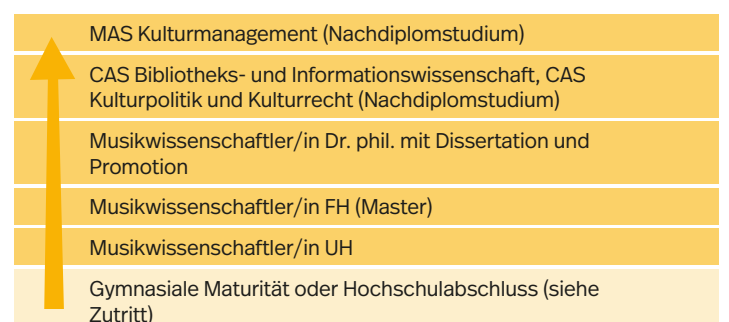 MAS Kulturmanagement (Nachdiplomstudium)
CAS Bibliotheks- und Informationswissenschaft, CAS
Kulturpolitik und Kulturrecht (Nachdiplomstudium)
Musikwissenschaftler/in Dr. phil. mit Dissertation und
Promotion
Musikwissenschaftler/in FH (Master)
Musikwissenschaftler/in UH
Gymnasiale Maturität oder Hochschulabschluss (siehe
Zutritt)